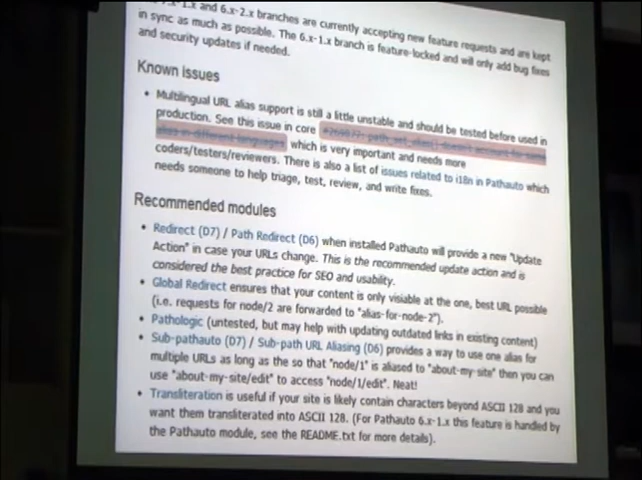 6.x-1.x and 6.x-2.x branches are currently accepting new feature requests and are kept
in sync as much as possible. The 6.x-1.x branch is feature-locked and will only add bug fixes
and security updates if needed.
Known issues
• Multilingual URL alias support is still a little unstable and should be tested before used in
production. See this issue in core #269877: path_set_alias() doesn't account for same
alias in different languages which is very important and needs more
coders/testers/reviewers. There is also a list of issues related to i18n in Pathauto which
needs someone to help triage, test, review, and write fixes.
Recommended modules
• Redirect (D7) / Path Redirect (D6) when installed Pathauto will provide a new "Update
Action" in case your URLs change. This is the recommended update action and is
considered the best practice for SEO and usability.
• Global Redirect ensures that your content is only visiable at the one, best URL possible
(i.e. requests for node/2 are forwarded to "alias-for-node-2").
• Pathologic (untested, but may help with updating outdated links in existing content)
• Sub-pathauto (D7) / Sub-path URL Aliasing (D6) provides a way to use one alias for
multiple URLs as long as the so that "node/1" is aliased to "about-my-site" then you can
use "about-my-site/edit" to access "node/1/edit". Neat!
• Transliteration is useful if your site is likely contain characters beyond ASCII 128 and you
want them transliterated into ASCII 128. (For Pathauto 6.x-1.x this feature is handled by
the Pathauto module, see the README.txt for more details).